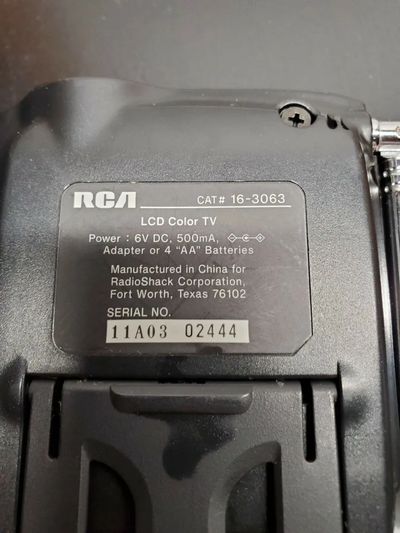 RCA CAT# 16-3063
LCD Color TV
Power: 6V DC, 500mA,
Adapter or 4 "AA" Batteries
Manufactured in China for
RadioShack Corporation,
Fort Worth, Texas 76102
SERIAL NO.
11A03 02444